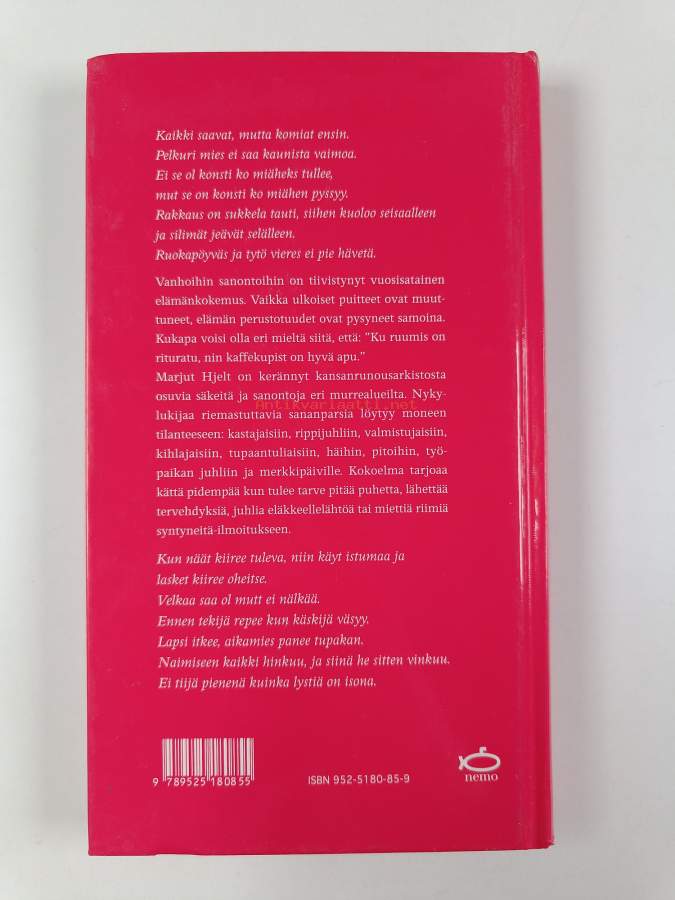 Kaikki saavat, mutta komiat ensin.
Pelkuri mies ei saa kaunista vaimoa.
Ei se ol konsti ko miäheks tullee,
mut se on konsti ko miähen pyssyy.
Rakkaus on sukkela tauti, siihen kuoloo seisaalleen
ja silimät jeävät selälleen.
Ruokapöyväs ja tytö vieres ei pie hävetä.
Vanhoihin sanontoihin on tiivistynyt vuosisatainen
elämänkokemus. Vaikka ulkoiset puitteet ovat muut-
tuneet, elämän perustotuudet ovat pysyneet samoina.
Kukapa voisi olla eri mieltä siitä, että: "Ku ruumis on
rituratu, nin kaffekupist on hyvä apu."
Marjut Hjelt on kerännyt kansanrunousarkistosta
osuvia säkeitä ja sanontoja eri murrealueilta. Nyky-
Antikvariaatti.net
lukijaa riemastuttavia sananparsia löytyy moneen
tilanteeseen: kastajaisiin, rippijuhliin, valmistujaisiin,
kihlajaisiin, tupaantuliaisiin, häihin, pitoihin, työ-
paikan juhliin ja merkkipäiville. Kokoelma tarjoaa
kättä pidempää kun tulee tarve pitää puhetta, lähettää
tervehdyksiä, juhlia eläkkeellelähtöä tai miettiä riimiä
syntyneitä-ilmoitukseen.
Kun näät kiiree tuleva, niin käyt istumaa ja
lasket kiiree oheitse.
Velkaa saa ol mutt ei nälkää.
Ennen tekijä repee kun käskijä väsyy.
Lapsi itkee, aikamies panee tupakan.
Naimiseen kaikki hinkuu, ja siinä he sitten vinkuu.
Ei tiijä pienenä kuinka lystiä on isona.
9 789525 180855
ISBN 952-5180-85-9
nemo